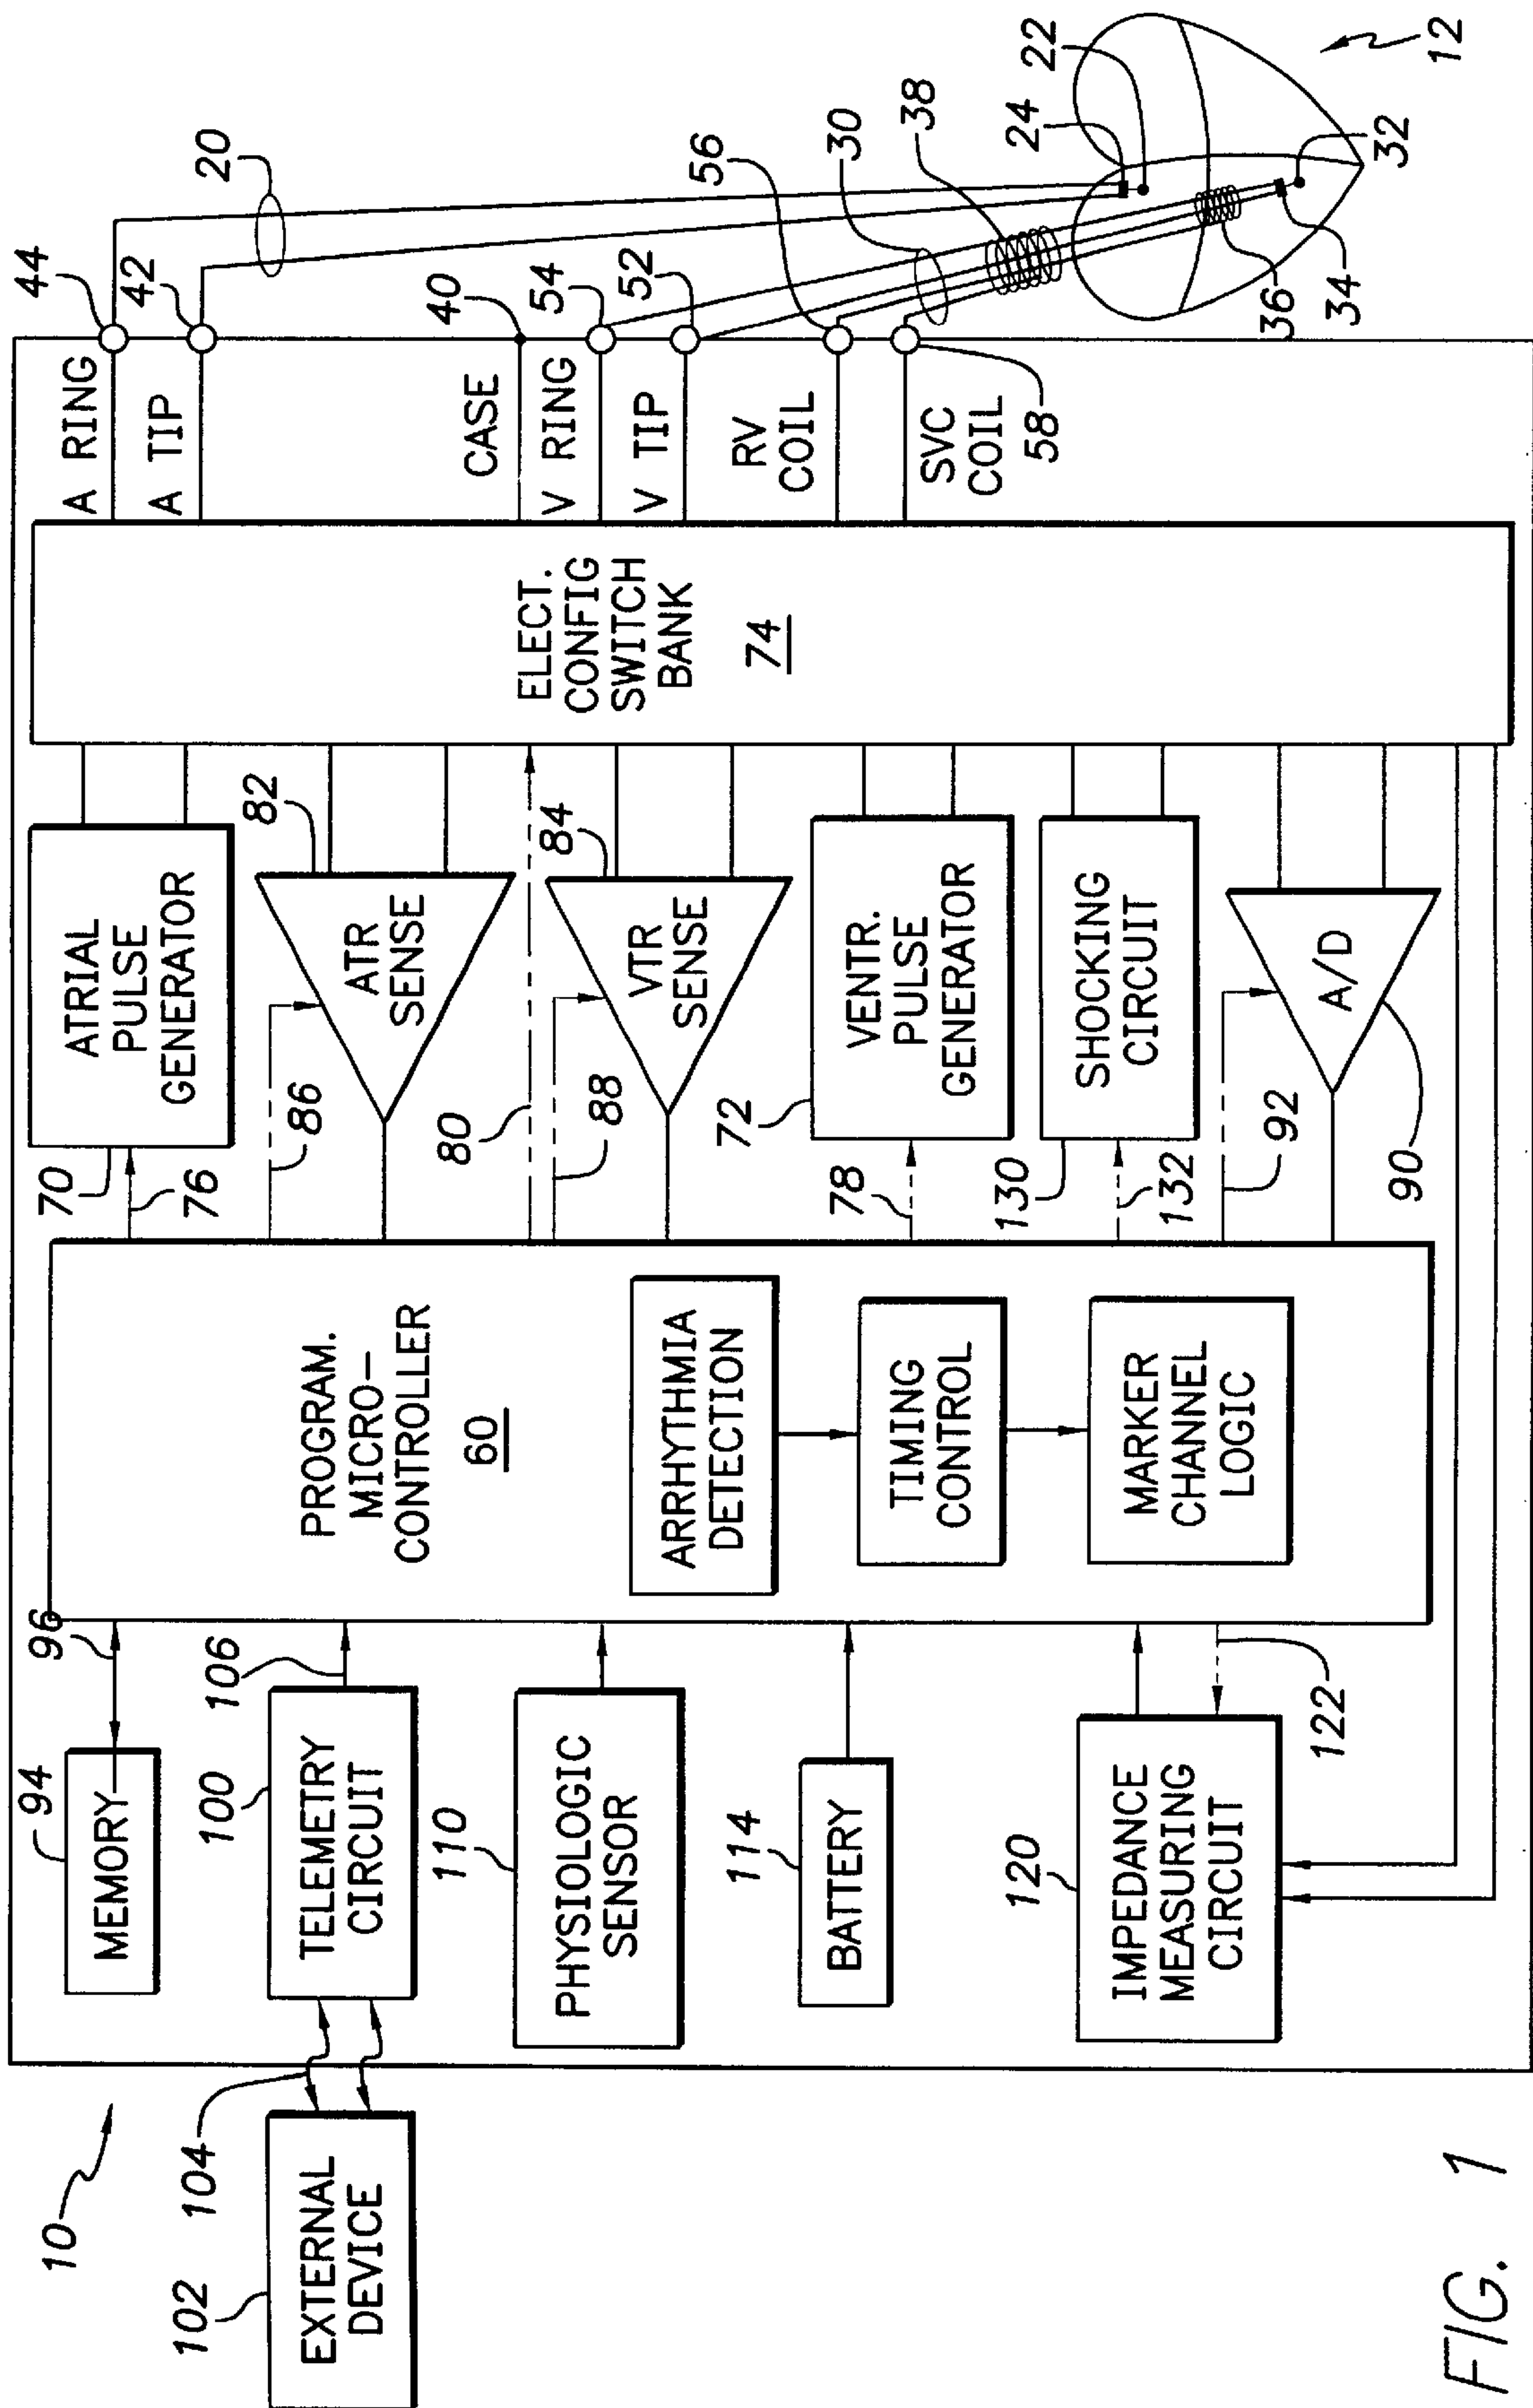 10
102
EXTERNAL
DEVICE
104
94
MEMORY
96
100
TELEMETRY
CIRCUIT
106
110
PHYSIOLOGIC
SENSOR
114
BATTERY
120
IMPEDANCE
MEASURING
CIRCUIT
122
PROGRAM.
MICRO-
CONTROLLER
60
ARRHYTHMIA
DETECTION
TIMING
CONTROL
MARKER
CHANNEL
LOGIC
70
76
ATRIAL
PULSE
GENERATOR
86
82
ATR
SENSE
80
88
84
VTR
SENSE
72
78
VENTR.
PULSE
GENERATOR
130
132
SHOCKING
CIRCUIT
92
A/D
90
ELECT.
CONFIG
SWITCH
BANK
74
A RING
44
A TIP
42
20
CASE
40
V RING
54
V TIP
52
RV
COIL
56
SVC
COIL
58
30
38
24
22
36
34
32
12
FIG. 1